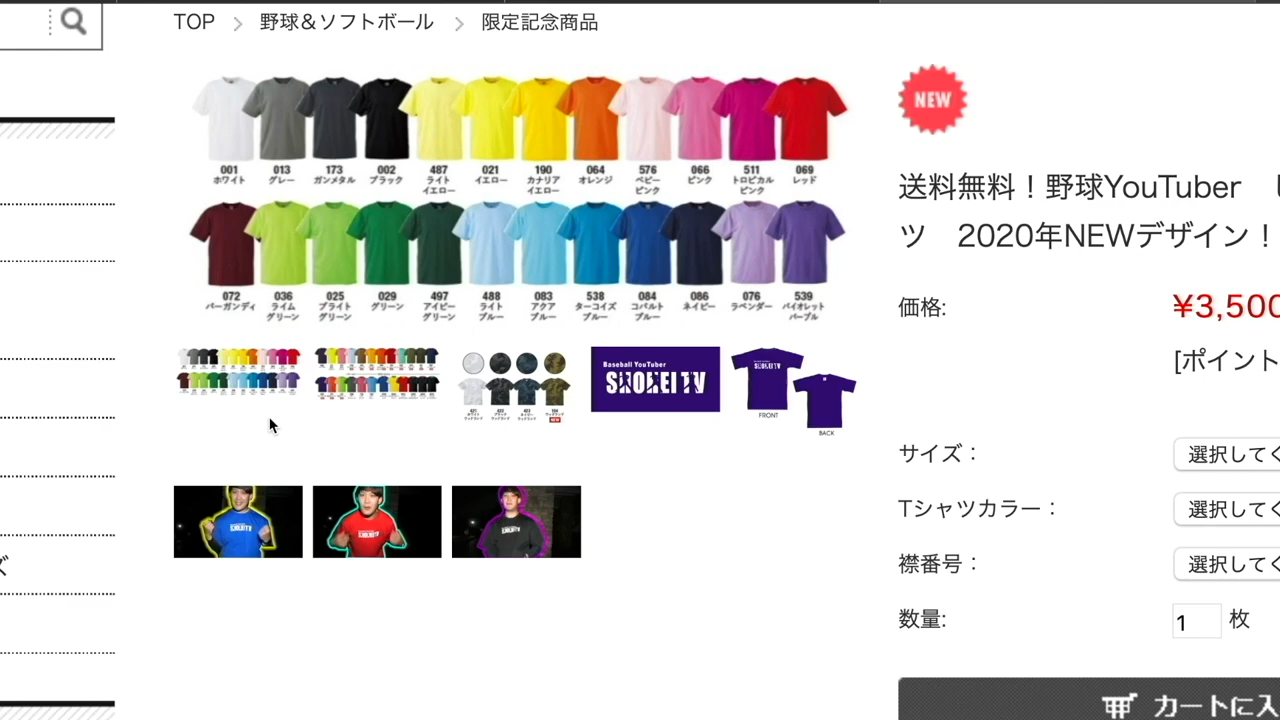 TOP > 野球＆ソフトボール > 限定記念商品
NEW
001 013 173 002 487 021 190 064 576 066 511 069
ホワイト グレー ガンメタル ブラック ライトイエロー イエロー カナリアイエロー オレンジ ベビーピンク ピンク トロピカルピンク レッド
072 036 025 029 497 488 083 538 084 086 076 539
バーガンディ ライムグリーン ブライトグリーン グリーン アイビーグリーン ライトブルー アクアブルー ターコイズブルー コバルトブルー ネイビー ラベンダー バイオレットパープル
Baseball YouTuber
SHOHEI TV
SHOHEI TV
FRONT
BACK
送料無料！野球YouTuber 「
ツ 2020年NEWデザイン！
価格: ¥3,500
[ポイント
サイズ： 選択してく
Tシャツカラー： 選択してく
襟番号： 選択してく
数量: 1 枚
カートに入
ズ